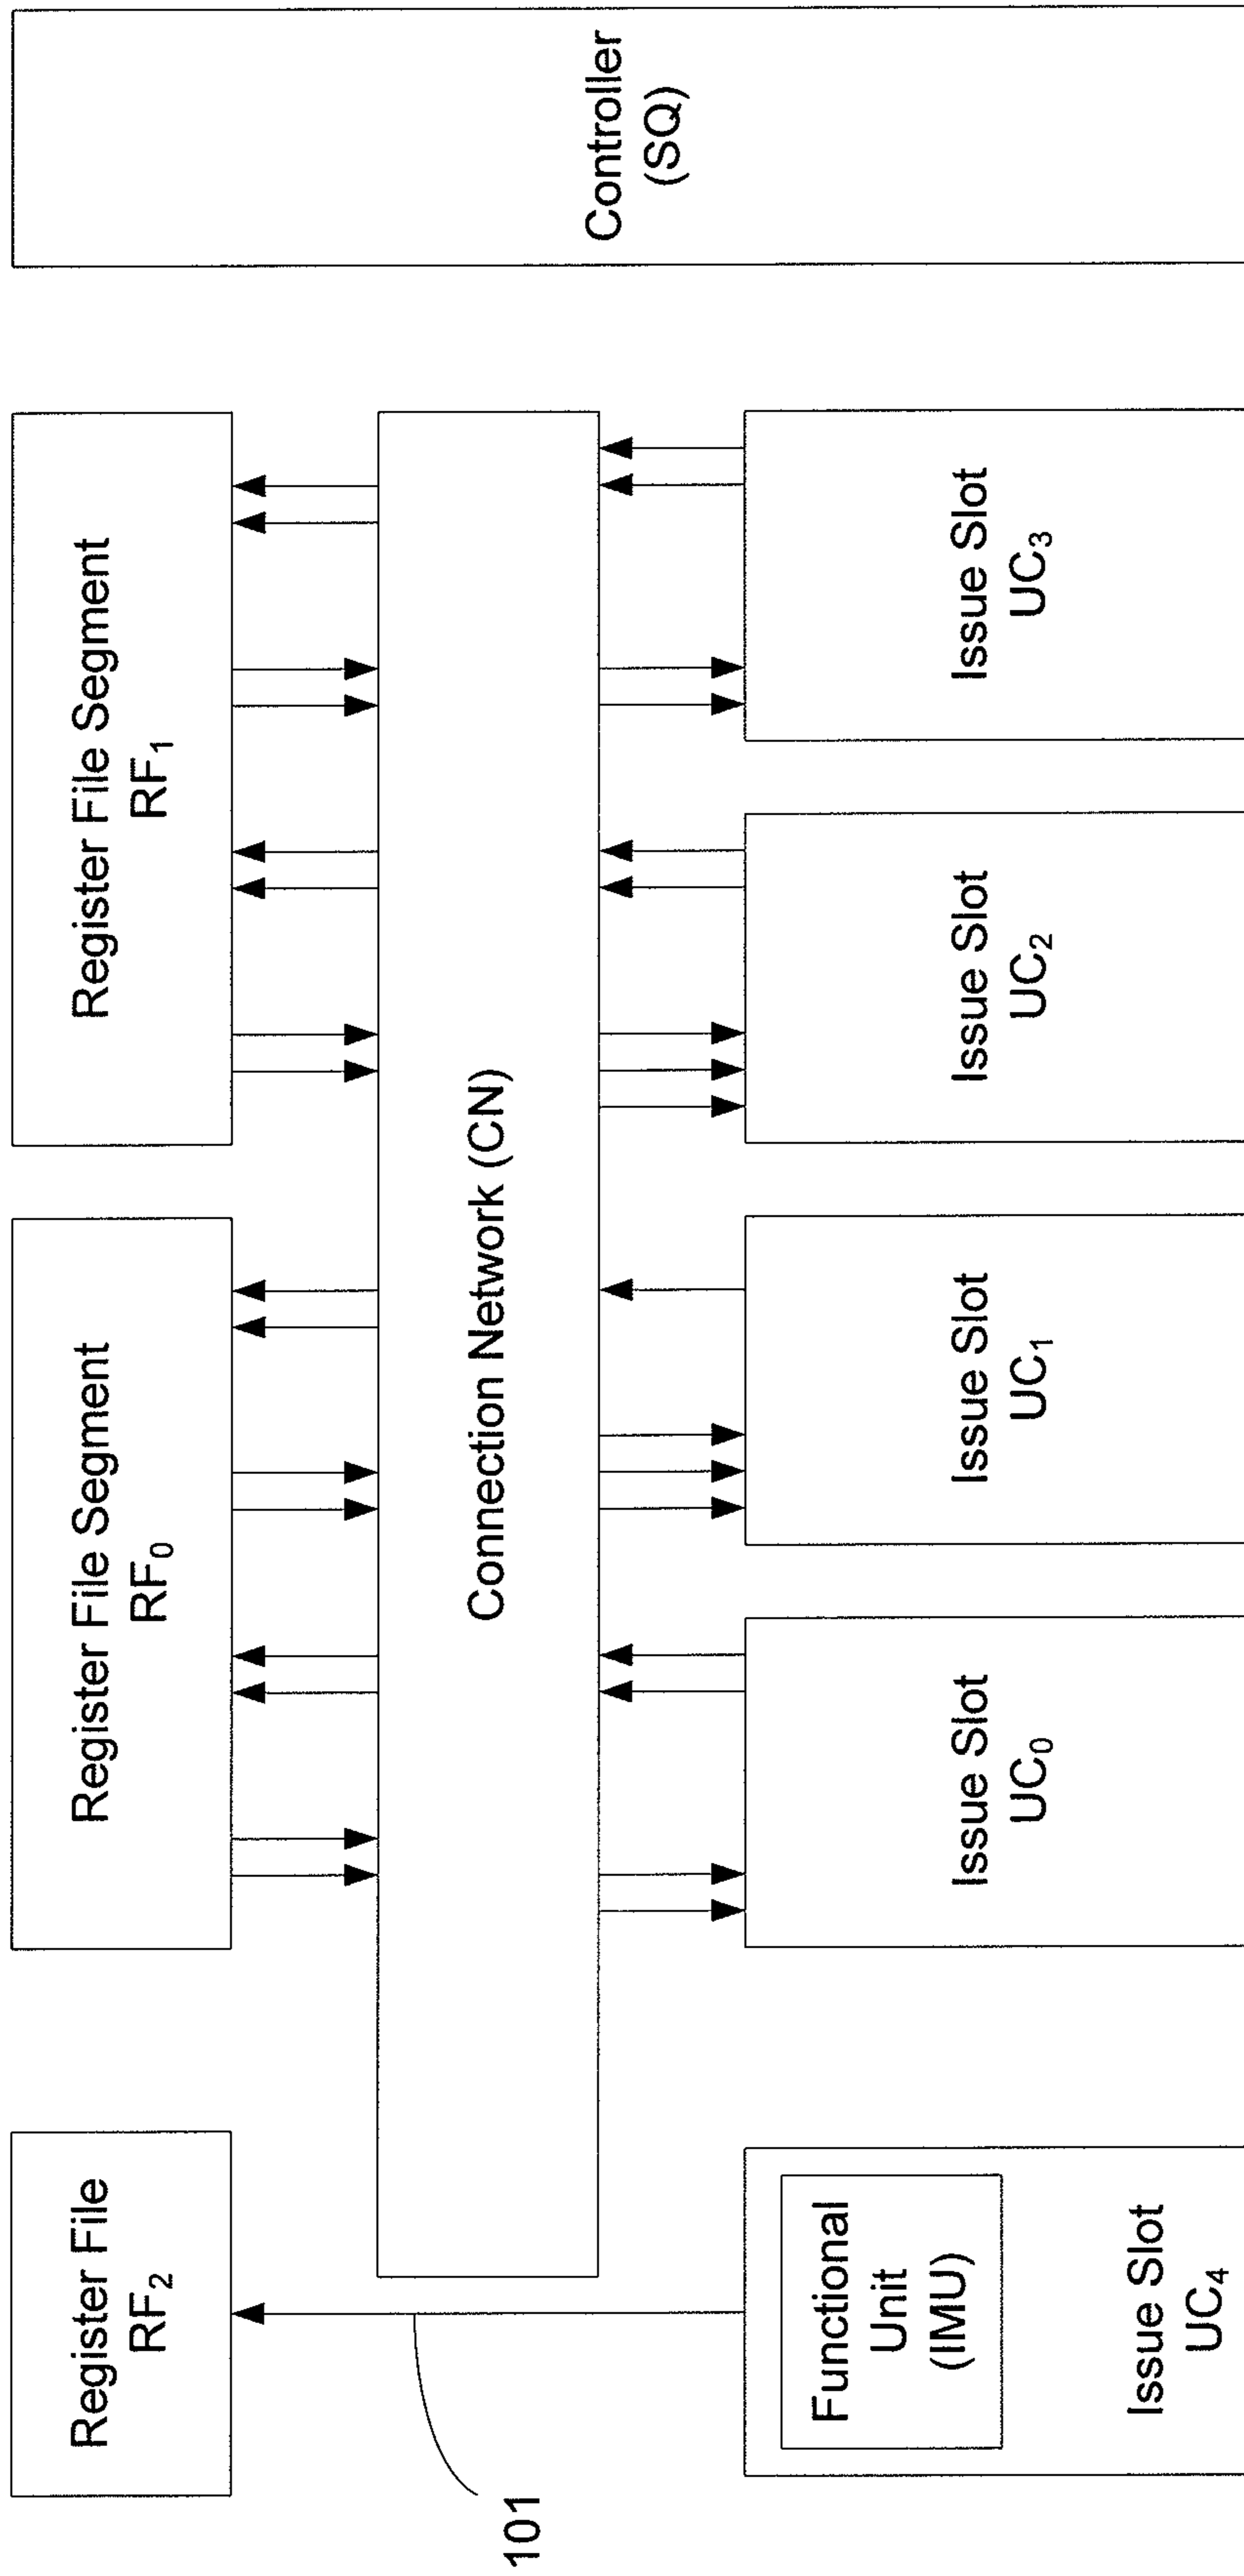 Register File
RF2
Register File Segment
RF0
Register File Segment
RF1
Controller
(SQ)
101
Connection Network (CN)
Functional
Unit
(IMU)
Issue Slot
UC4
Issue Slot
UC0
Issue Slot
UC1
Issue Slot
UC2
Issue Slot
UC3